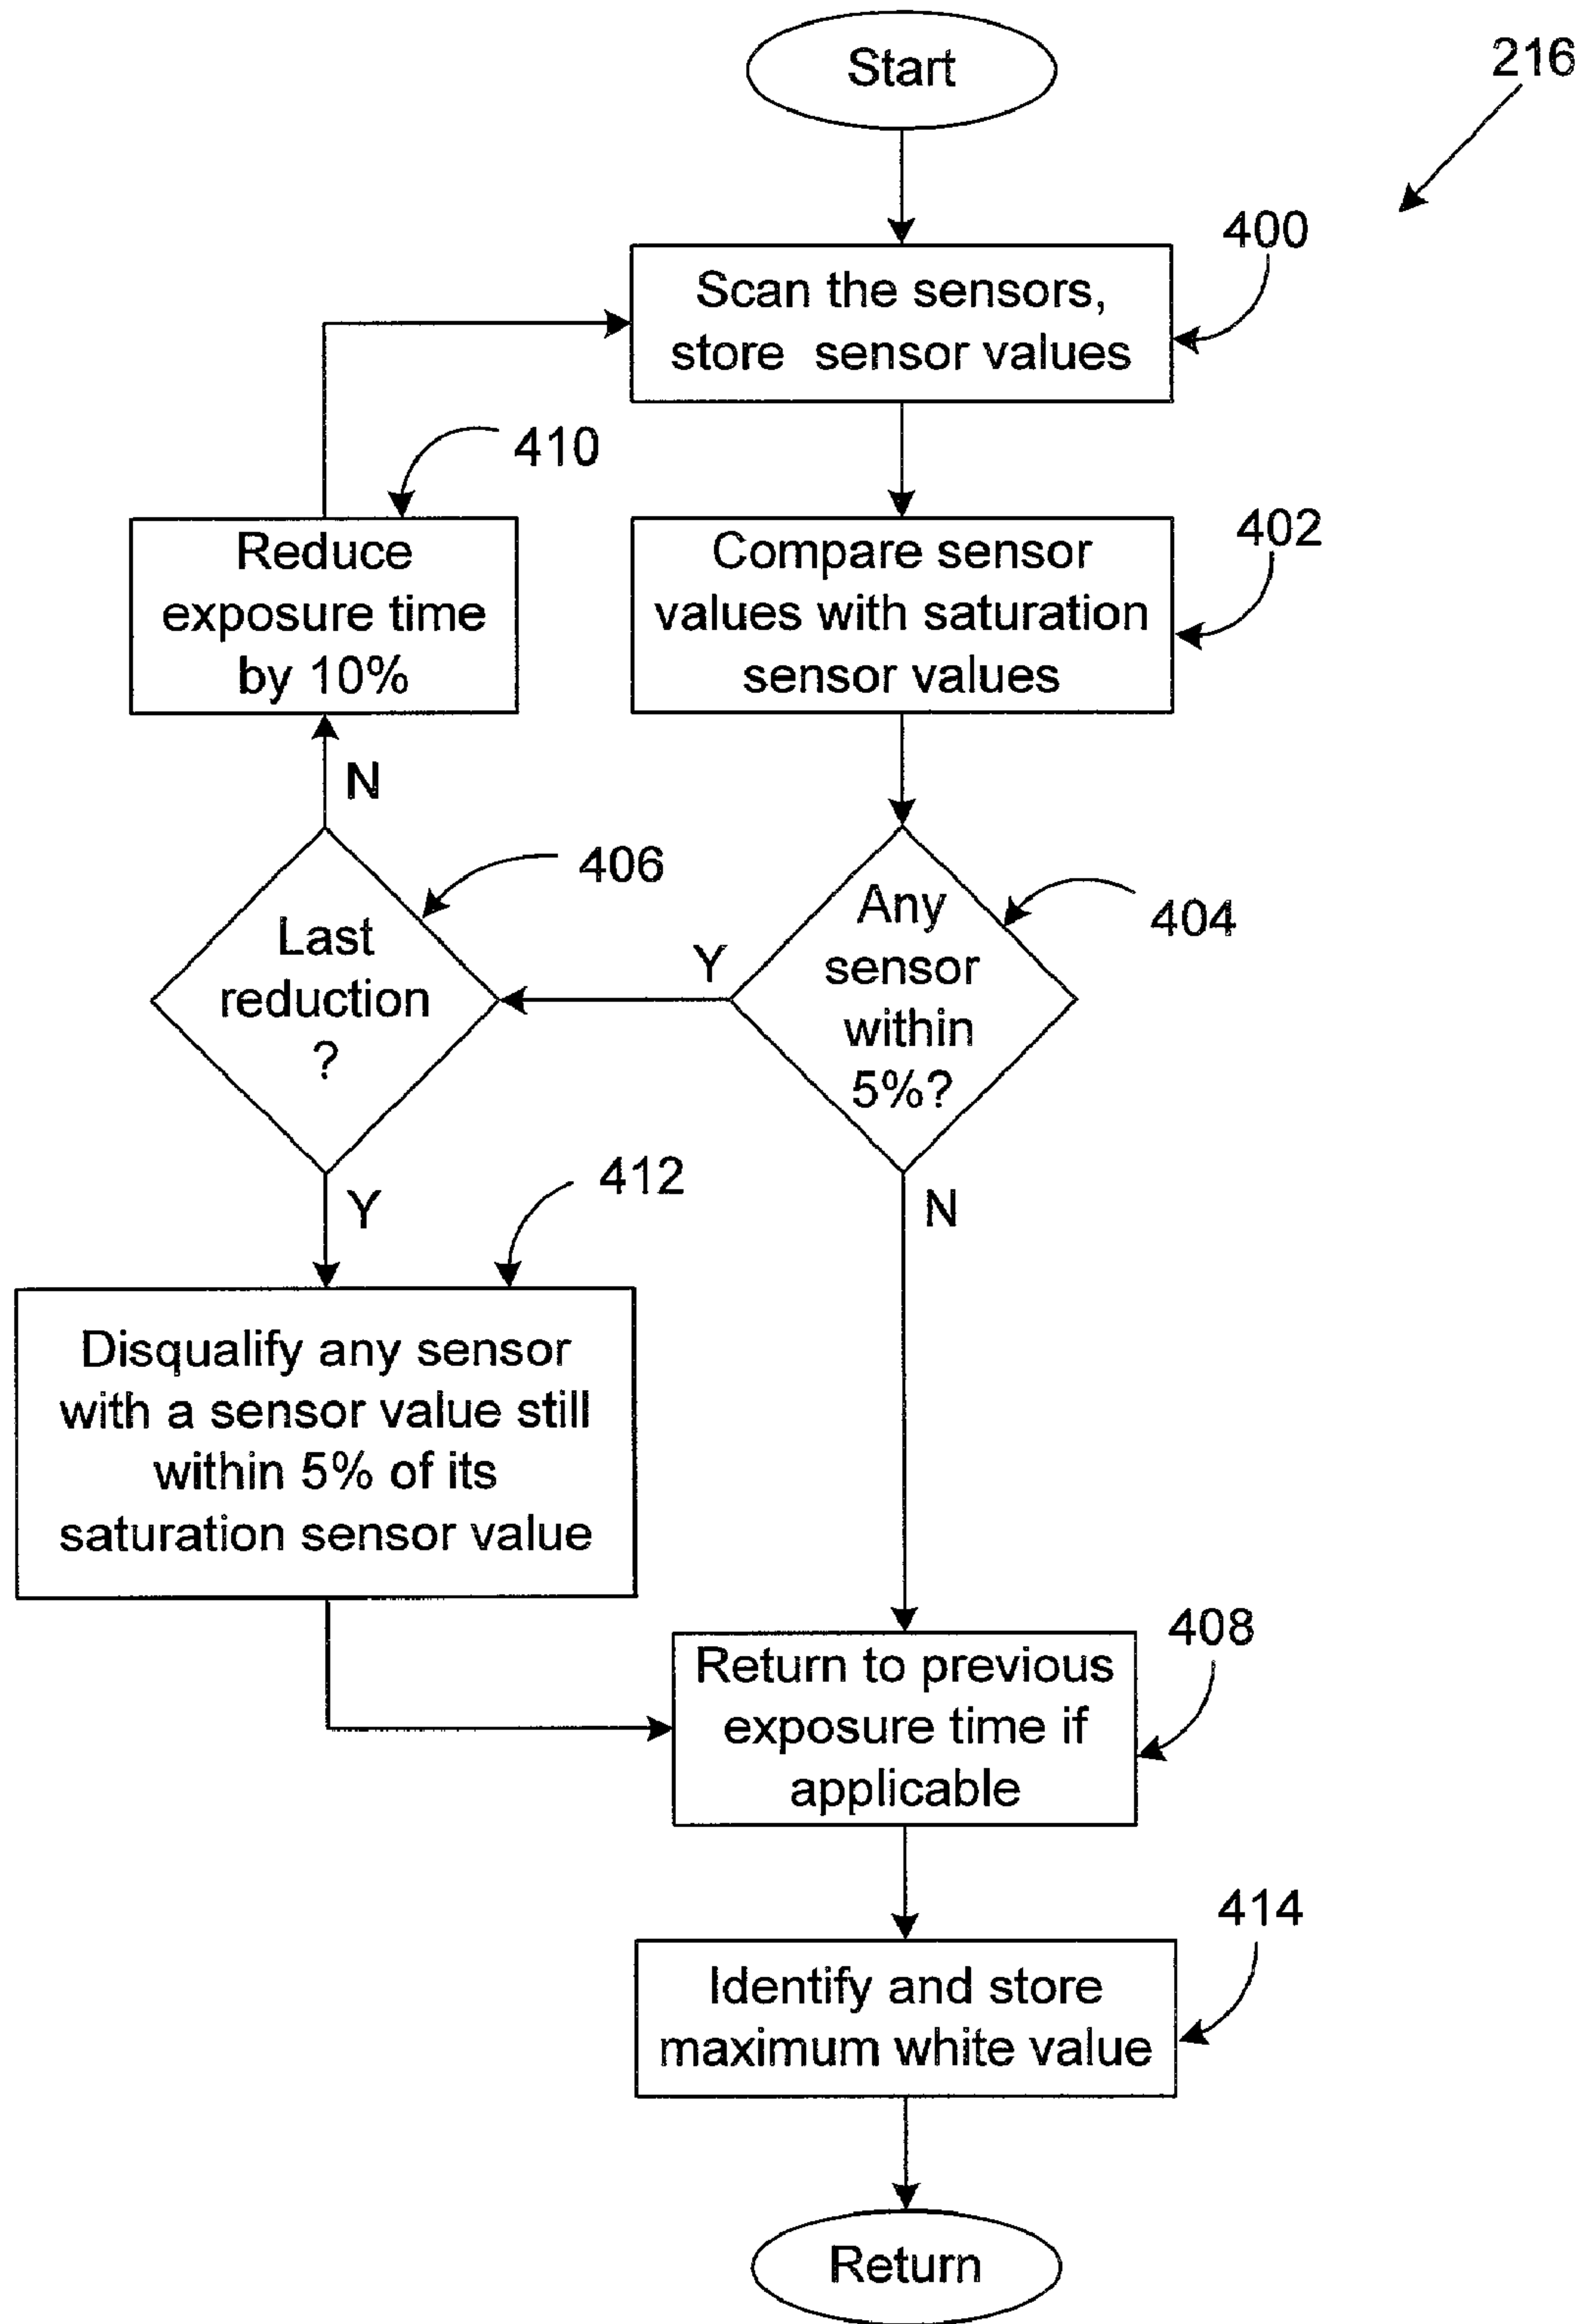 Start
216
400
Scan the sensors,
store sensor values
410
Reduce
exposure time
by 10%
402
Compare sensor
values with saturation
sensor values
N
406
Last
reduction
?
Y
404
Any
sensor
within
5%?
Y
412
N
Disqualify any sensor
with a sensor value still
within 5% of its
saturation sensor value
408
Return to previous
exposure time if
applicable
414
Identify and store
maximum white value
Return